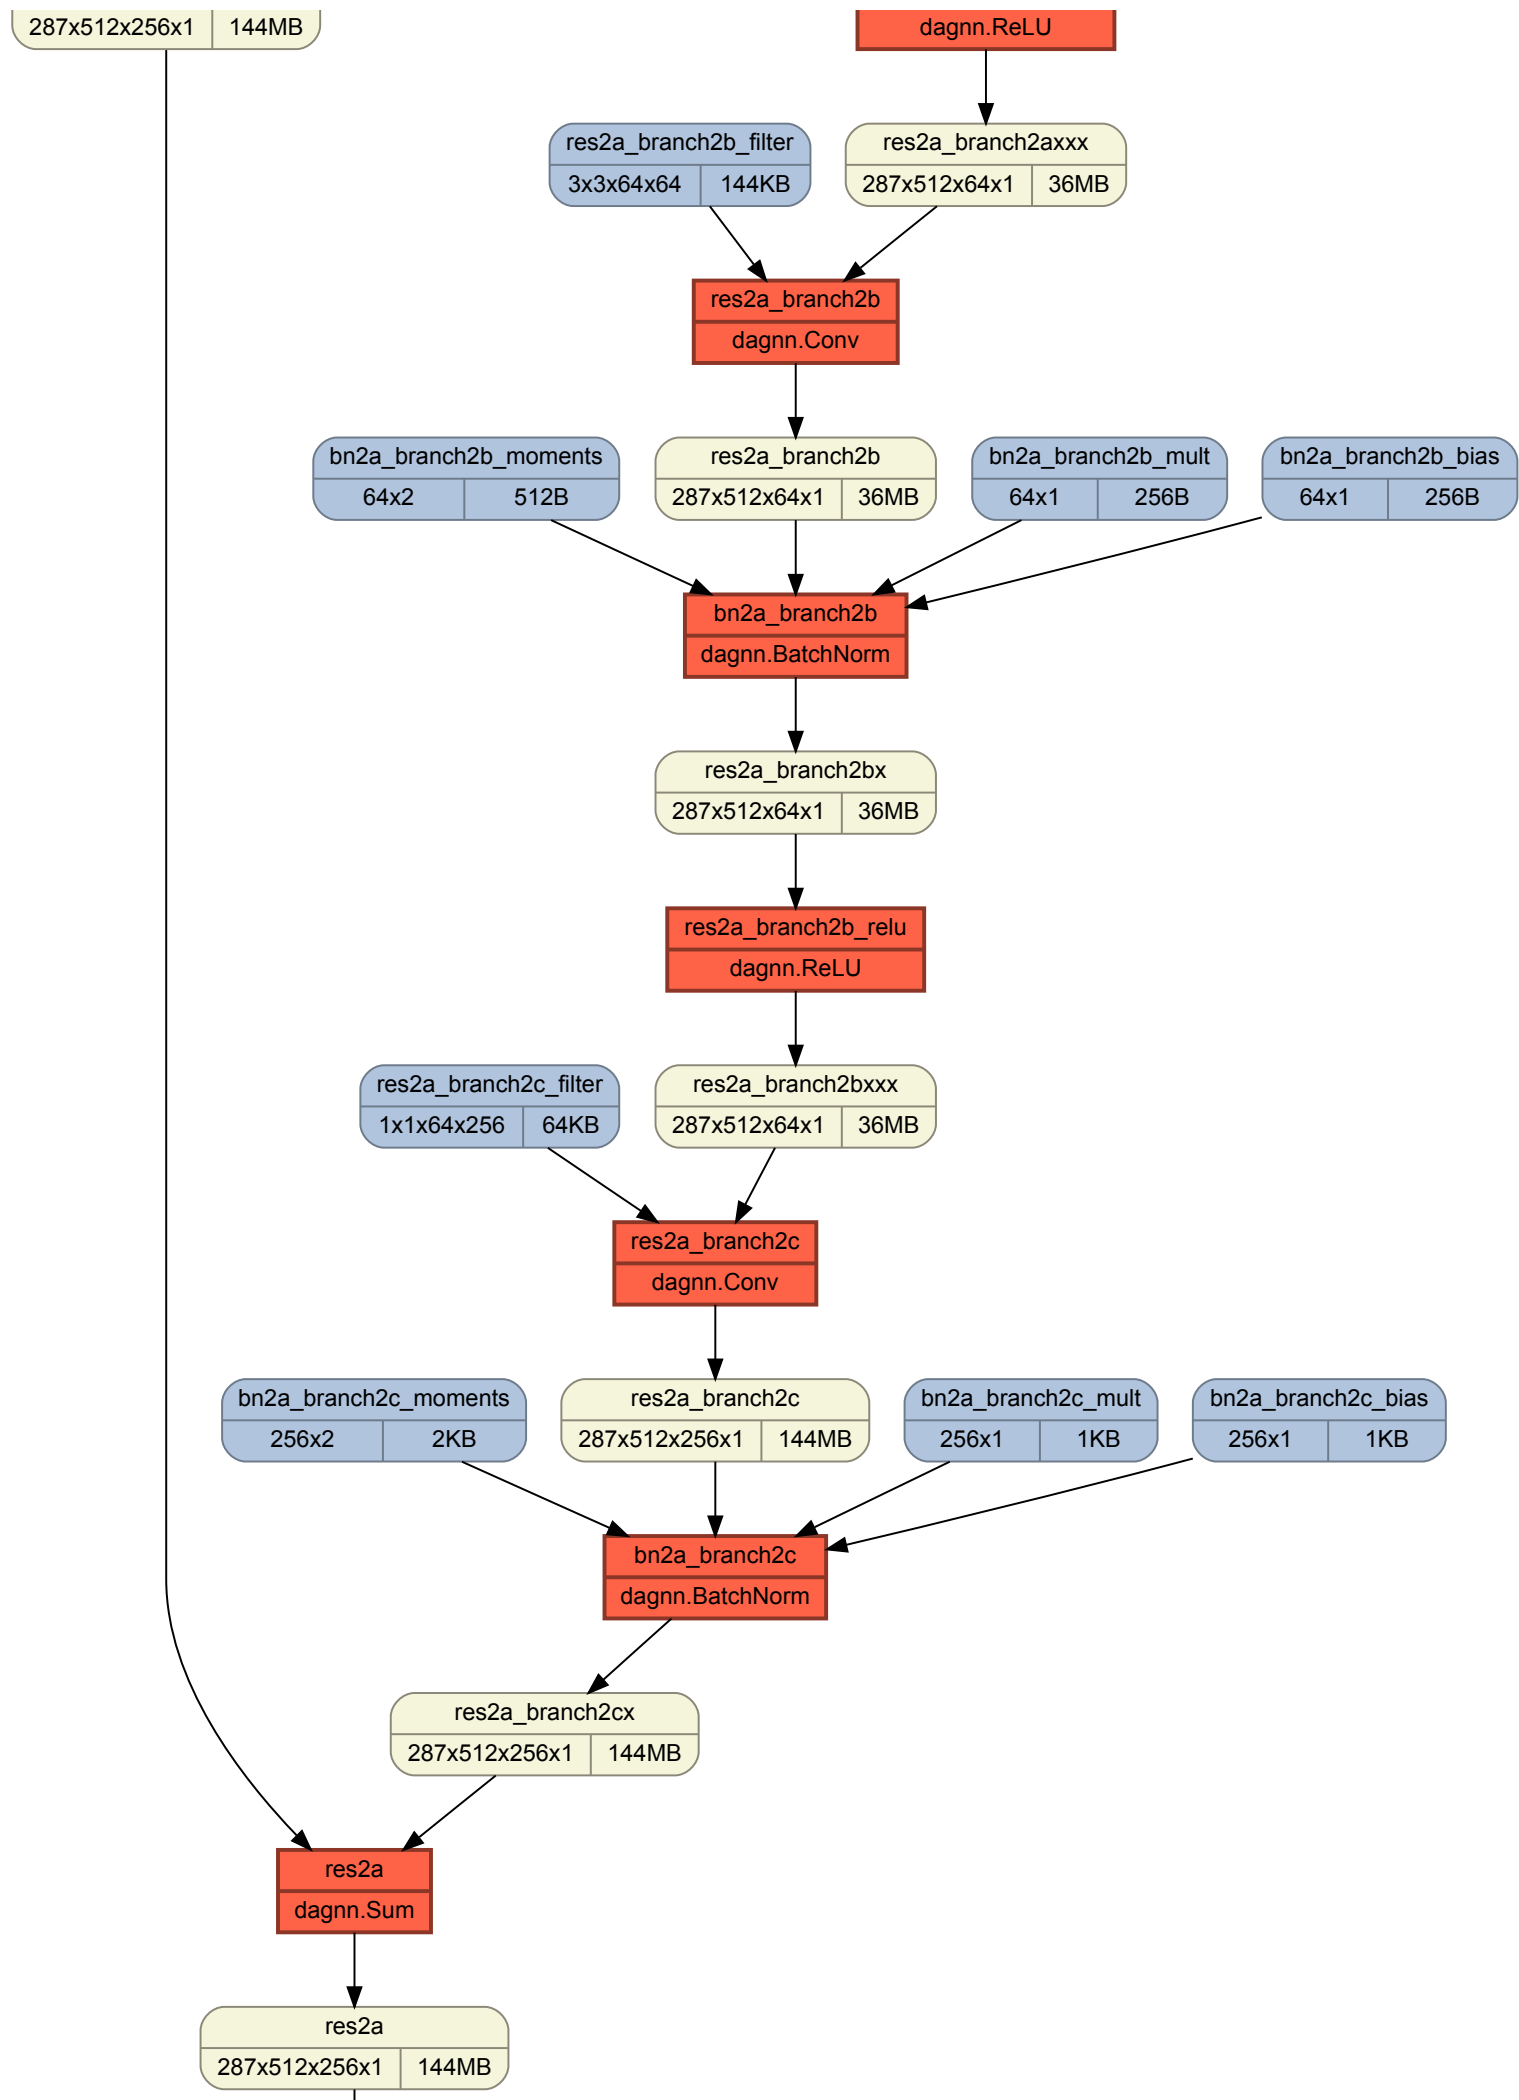 287x512x256x1 144MB
dagnn.ReLU
res2a_branch2b_filter
3x3x64x64 144KB
res2a_branch2axxx
287x512x64x1 36MB
res2a_branch2b
dagnn.Conv
bn2a_branch2b_moments
64x2 512B
res2a_branch2b
287x512x64x1 36MB
bn2a_branch2b_mult
64x1 256B
bn2a_branch2b_bias
64x1 256B
bn2a_branch2b
dagnn.BatchNorm
res2a_branch2bx
287x512x64x1 36MB
res2a_branch2b_relu
dagnn.ReLU
res2a_branch2c_filter
1x1x64x256 64KB
res2a_branch2bxxx
287x512x64x1 36MB
res2a_branch2c
dagnn.Conv
bn2a_branch2c_moments
256x2 2KB
res2a_branch2c
287x512x256x1 144MB
bn2a_branch2c_mult
256x1 1KB
bn2a_branch2c_bias
256x1 1KB
bn2a_branch2c
dagnn.BatchNorm
res2a_branch2cx
287x512x256x1 144MB
res2a
dagnn.Sum
res2a
287x512x256x1 144MB